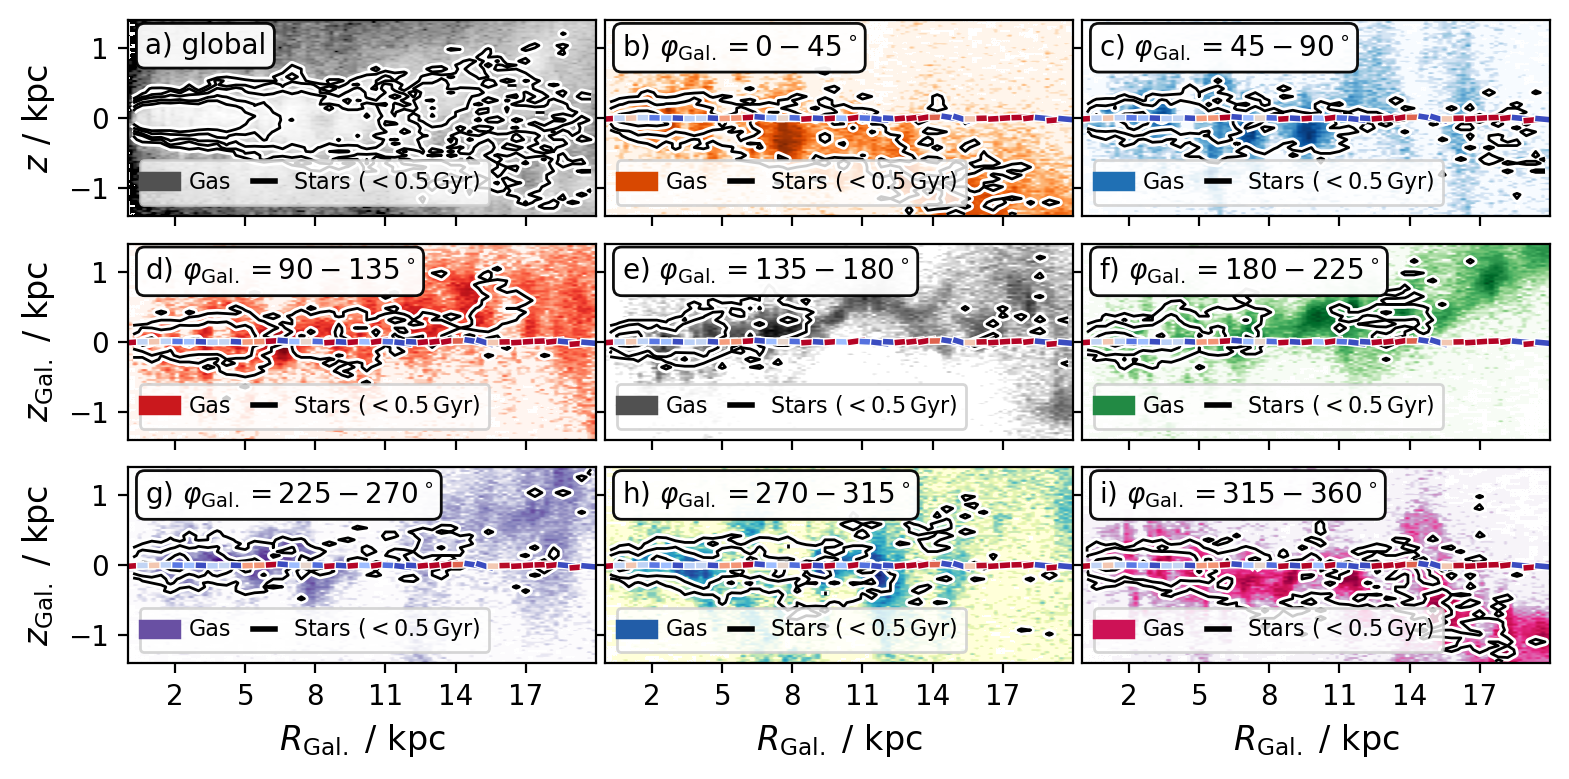 a) global
b) φGal. = 0 − 45°
c) φGal. = 45 − 90°
1
0
−1
z / kpc
Gas Stars (< 0.5 Gyr)
Gas Stars (< 0.5 Gyr)
Gas Stars (< 0.5 Gyr)
d) φGal. = 90 − 135°
e) φGal. = 135 − 180°
f) φGal. = 180 − 225°
1
0
−1
zGal. / kpc
Gas Stars (< 0.5 Gyr)
Gas Stars (< 0.5 Gyr)
Gas Stars (< 0.5 Gyr)
g) φGal. = 225 − 270°
h) φGal. = 270 − 315°
i) φGal. = 315 − 360°
1
0
−1
zGal. / kpc
Gas Stars (< 0.5 Gyr)
Gas Stars (< 0.5 Gyr)
Gas Stars (< 0.5 Gyr)
2 5 8 11 14 17
2 5 8 11 14 17
2 5 8 11 14 17
RGal. / kpc
RGal. / kpc
RGal. / kpc